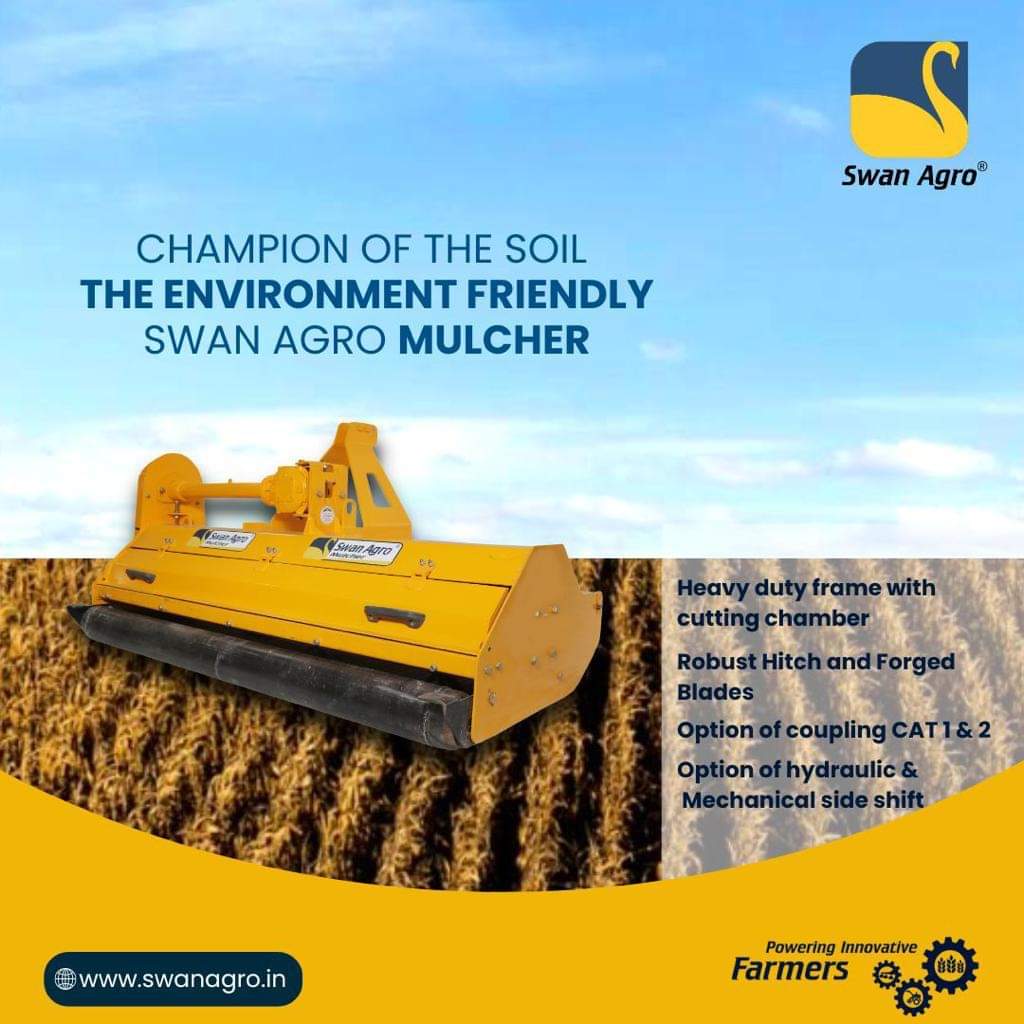 Swan Agro®
CHAMPION OF THE SOIL
THE ENVIRONMENT FRIENDLY
SWAN AGRO MULCHER
Swan Agro
Mulcher
Swan Agro
Mulcher
Heavy duty frame with
cutting chamber
Robust Hitch and Forged
Blades
Option of coupling CAT 1 & 2
Option of hydraulic &
Mechanical side shift
www.swanagro.in
Powering Innovative
Farmers